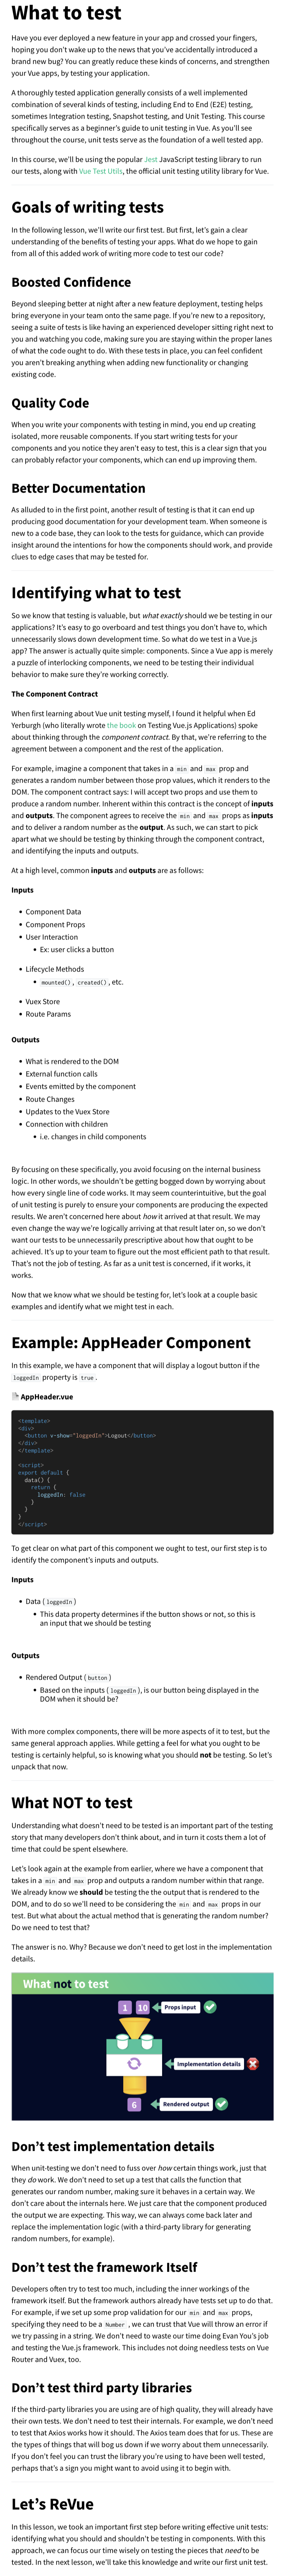 What to test
Have you ever deployed a new feature in your app and crossed your fingers,
hoping you don't wake up to the news that you've accidentally introduced a
brand new bug? You can greatly reduce these kinds of concerns, and strengthen
your Vue apps, by testing your application.
A thoroughly tested application generally consists of a well implemented
combination of several kinds of testing, including End to End (E2E) testing,
sometimes Integration testing, Snapshot testing, and Unit Testing. This course
specifically serves as a beginner's guide to unit testing in Vue. As you'll see
throughout the course, unit tests serve as the foundation of a well tested app.
In this course, we'll be using the popular Jest JavaScript testing library to run
our tests, along with Vue Test Utils, the official unit testing utility library for Vue.
Goals of writing tests
In the following lesson, we'll write our first test. But first, let's gain a clear
understanding of the benefits of testing your apps. What do we hope to gain
from all of this added work of writing more code to test our code?
Boosted Confidence
Beyond sleeping better at night after a new feature deployment, testing helps
bring everyone in your team onto the same page. If you're new to a repository,
seeing a suite of tests is like having an experienced developer sitting right next to
you and watching you code, making sure you are staying within the proper lanes
of what the code ought to do. With these tests in place, you can feel confident
you aren't breaking anything when adding new functionality or changing
existing code.
Quality Code
When you write your components with testing in mind, you end up creating
isolated, more reusable components. If you start writing tests for your
components and you notice they aren't easy to test, this is a clear sign that you
can probably refactor your components, which can end up improving them.
Better Documentation
As alluded to in the first point, another result of testing is that it can end up
producing good documentation for your development team. When someone is
new to a code base, they can look to the tests for guidance, which can provide
insight around the intentions for how the components should work, and provide
clues to edge cases that may be tested for.
Identifying what to test
So we know that testing is valuable, but what exactly should we be testing in our
applications? It's easy to go overboard and test things you don't have to, which
unnecessarily slows down development time. So what do we test in a Vue.js
app? The answer is actually quite simple: components. Since a Vue app is merely
a puzzle of interlocking components, we need to be testing their individual
behavior to make sure they're working correctly.
The Component Contract
When first learning about Vue unit testing myself, I found it helpful when Ed
Yerburgh (who literally wrote the book on Testing Vue.js Applications) spoke
about thinking through the component contract. By that, we're referring to the
agreement between a component and the rest of the application.
For example, imagine a component that takes in a min and max prop and
generates a random number between those prop values, which it renders to the
DOM. The component contract says: I will accept two props and use them to
produce a random number. Inherent within this contract is the concept of inputs
and outputs. The component agrees to receive the min and max props as inputs
and to deliver a random number as the output. As such, we can start to pick
apart what we should be testing by thinking through the component contract,
and identifying the inputs and outputs.
At a high level, common inputs and outputs are as follows:
Inputs
• Component Data
• Component Props
• User Interaction
• Ex: user clicks a button
• Lifecycle Methods
• mounted(), created(), etc.
• Vuex Store
• Route Params
Outputs
• What is rendered to the DOM
• External function calls
• Events emitted by the component
• Route Changes
• Updates to the Vuex Store
• Connection with children
• i.e. changes in child components
By focusing on these specifically, you avoid focusing on the internal business
logic. In other words, we shouldn't be getting bogged down by worrying about
how every single line of code works. It may seem counterintuitive, but the goal
of unit testing is purely to ensure your components are producing the expected
results. We aren't concerned here about how it arrived at that result. We may
even change the way we're logically arriving at that result later on, so we don't
want our tests to be unnecessarily prescriptive about how that ought to be
achieved. It's up to your team to figure out the most efficient path to that result.
That's not the job of testing. As far as a unit test is concerned, if it works, it
works.
Now that we know what we should be testing for, let's look at a couple basic
examples and identify what we might test in each.
Example: AppHeader Component
In this example, we have a component that will display a logout button if the
loggedIn property is true.
AppHeader.vue
<template>
<div>
<button v-show="loggedIn">Logout</button>
</div>
</template>
<script>
export default {
data() {
return {
loggedIn: false
}
}
}
</script>
To get clear on what part of this component we ought to test, our first step is to
identify the component's inputs and outputs.
Inputs
• Data ( loggedIn )
• This data property determines if the button shows or not, so this is
an input that we should be testing
Outputs
• Rendered Output ( button )
• Based on the inputs ( loggedIn ), is our button being displayed in the
DOM when it should be?
With more complex components, there will be more aspects of it to test, but the
same general approach applies. While getting a feel for what you ought to be
testing is certainly helpful, so is knowing what you should not be testing. So let's
unpack that now.
What NOT to test
Understanding what doesn't need to be tested is an important part of the testing
story that many developers don't think about, and in turn it costs them a lot of
time that could be spent elsewhere.
Let's look again at the example from earlier, where we have a component that
takes in a min and max prop and outputs a random number within that range.
We already know we should be testing the the output that is rendered to the
DOM, and to do so we'll need to be considering the min and max props in our
test. But what about the actual method that is generating the random number?
Do we need to test that?
The answer is no. Why? Because we don't need to get lost in the implementation
details.
What not to test
1 10 Props input
Implementation details
6 Rendered output
Don't test implementation details
When unit-testing we don't need to fuss over how certain things work, just that
they do work. We don't need to set up a test that calls the function that
generates our random number, making sure it behaves in a certain way. We
don't care about the internals here. We just care that the component produced
the output we are expecting. This way, we can always come back later and
replace the implementation logic (with a third-party library for generating
random numbers, for example).
Don't test the framework Itself
Developers often try to test too much, including the inner workings of the
framework itself. But the framework authors already have tests set up to do that.
For example, if we set up some prop validation for our min and max props,
specifying they need to be a Number, we can trust that Vue will throw an error if
we try passing in a string. We don't need to waste our time doing Evan You's job
and testing the Vue.js framework. This includes not doing needless tests on Vue
Router and Vuex, too.
Don't test third party libraries
If the third-party libraries you are using are of high quality, they will already have
their own tests. We don't need to test their internals. For example, we don't need
to test that Axios works how it should. The Axios team does that for us. These are
the types of things that will bog us down if we worry about them unnecessarily.
If you don't feel you can trust the library you're using to have been well tested,
perhaps that's a sign you might want to avoid using it to begin with.
Let's ReVue
In this lesson, we took an important first step before writing effective unit tests:
identifying what you should and shouldn't be testing in components. With this
approach, we can focus our time wisely on testing the pieces that need to be
tested. In the next lesson, we'll take this knowledge and write our first unit test.